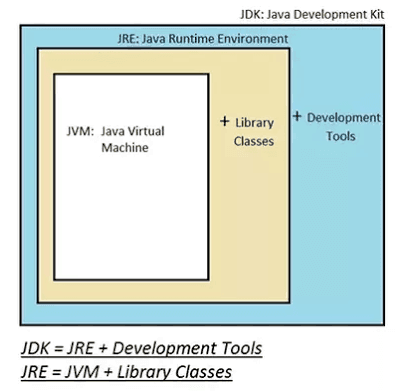 JDK: Java Development Kit
JRE: Java Runtime Environment
JVM: Java Virtual
Machine
+ Library
Classes
+ Development
Tools
JDK = JRE + Development Tools
JRE = JVM + Library Classes